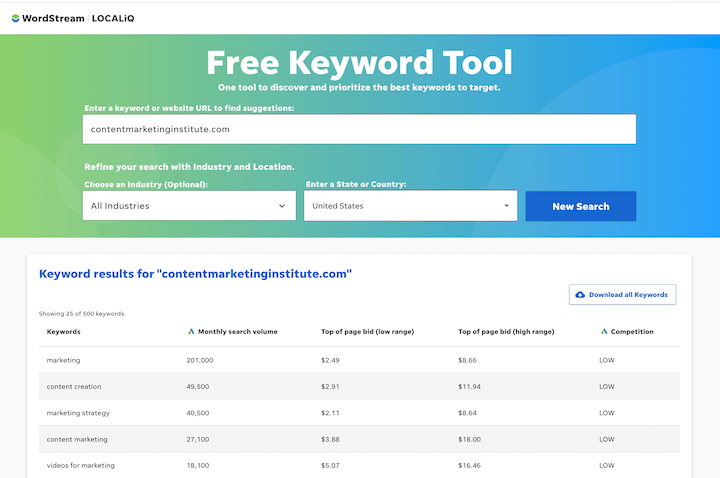 WordStream | LOCALiQ
Free Keyword Tool
One tool to discover and prioritize the best keywords to target.
Enter a keyword or website URL to find suggestions:
contentmarketinginstitute.com
Refine your search with Industry and Location.
Choose an Industry (Optional): Enter a State or Country:
All Industries United States New Search
Keyword results for "contentmarketinginstitute.com"
Download all Keywords
Showing 25 of 500 keywords
Keywords Monthly search volume Top of page bid (low range) Top of page bid (high range) Competition
marketing 201,000 $2.49 $8.66 LOW
content creation 49,500 $2.91 $11.94 LOW
marketing strategy 40,500 $2.11 $8.64 LOW
content marketing 27,100 $3.88 $18.00 LOW
videos for marketing 18,100 $5.07 $16.46 LOW